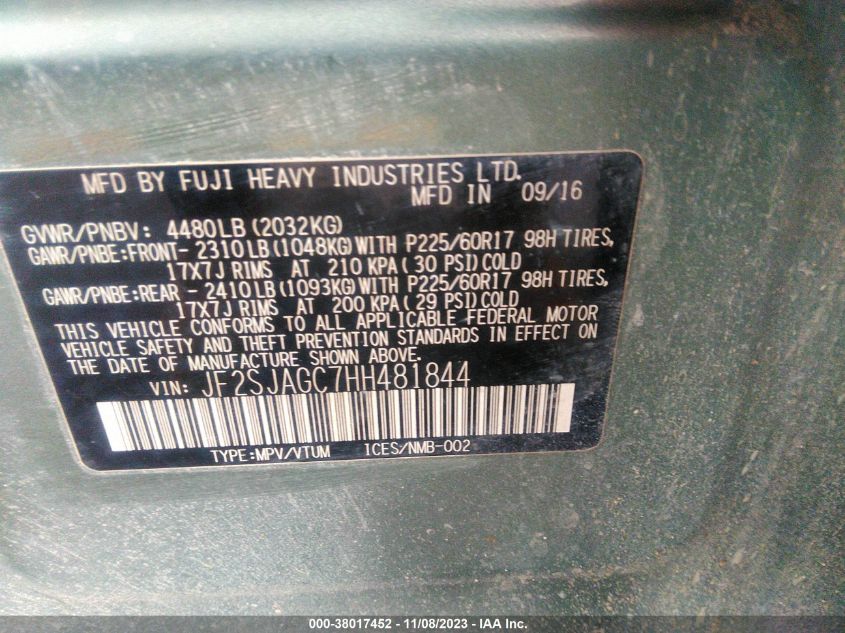 MFD BY FUJI HEAVY INDUSTRIES LTD.
MFD IN 09/16
GVWR/PNBV: 4480LB(2032KG)
GAWR/PNBE:FRONT-2310LB(1048KG)WITH P225/60R17 98H TIRES,
17X7J RIMS AT 210 KPA(30 PSI)COLD
GAWR/PNBE:REAR -2410LB(1093KG)WITH P225/60R17 98H TIRES,
17X7J RIMS AT 200 KPA(29 PSI)COLD
THIS VEHICLE CONFORMS TO ALL APPLICABLE FEDERAL MOTOR
VEHICLE SAFETY AND THEFT PREVENTION STANDARDS IN EFFECT ON
THE DATE OF MANUFACTURE SHOWN ABOVE.
VIN: JF2SJAGC7HH481844
TYPE:MPV/VTUM ICES/NMB-002
000-38017452 - 11/08/2023 - IAA Inc.